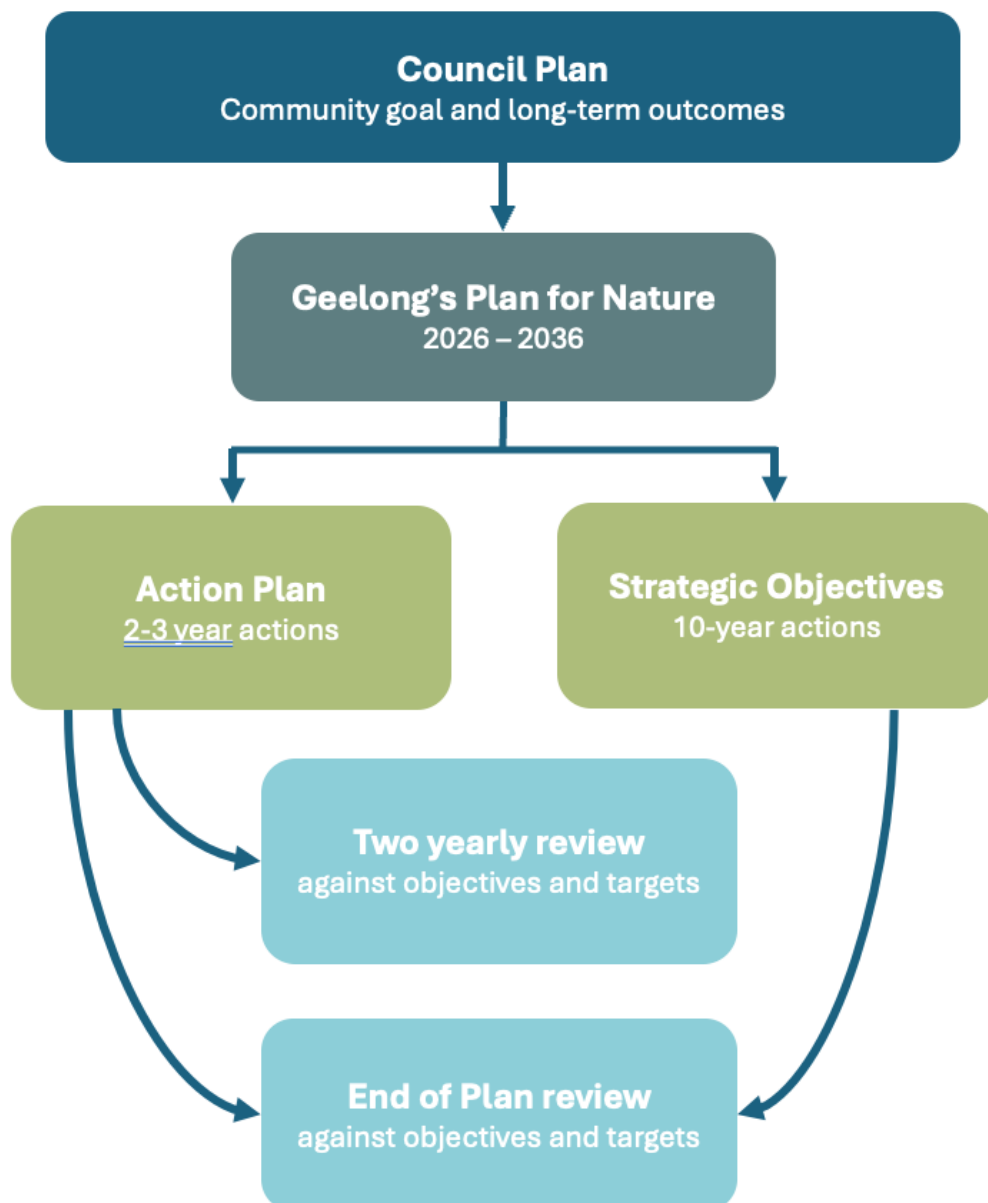 Council Plan
Community goal and long-term outcomes
Geelong’s Plan for Nature
2026 – 2036
Action Plan
2-3 year actions
Strategic Objectives
10-year actions
Two yearly review
against objectives and targets
End of Plan review
against objectives and targets